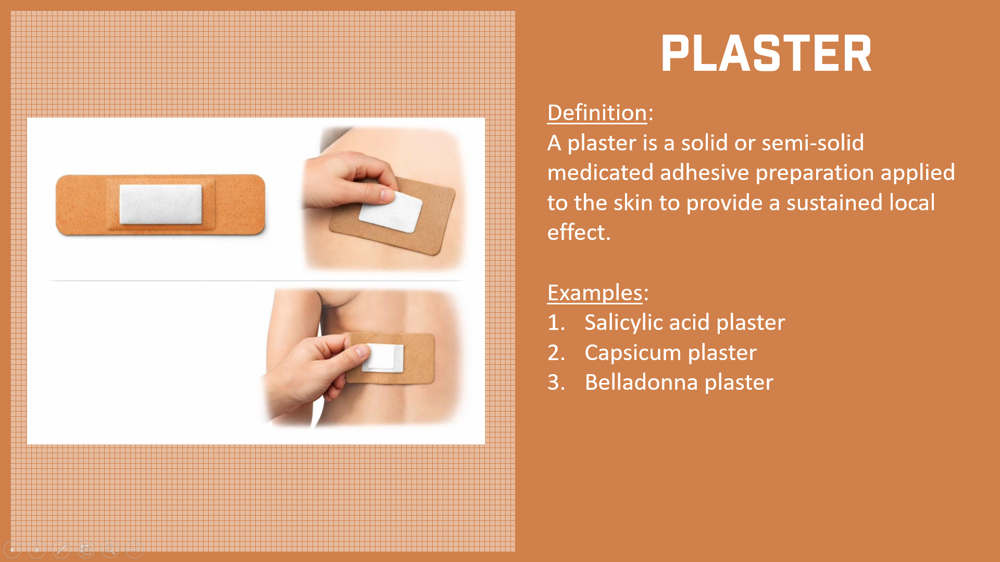 PLASTER
Definition:
A plaster is a solid or semi-solid
medicated adhesive preparation applied
to the skin to provide a sustained local
effect.
Examples:
1. Salicylic acid plaster
2. Capsicum plaster
3. Belladonna plaster